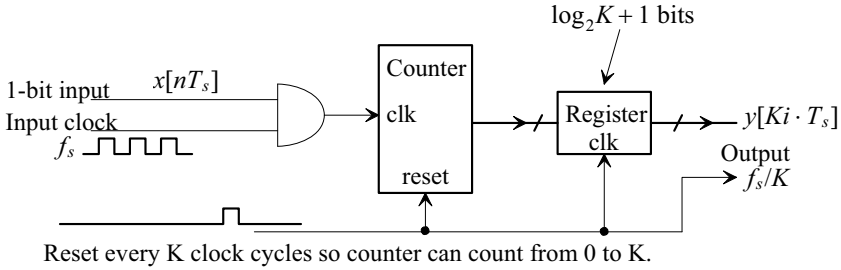 log₂K + 1 bits
1-bit input
x[nTₛ]
Input clock
fₛ
Counter
clk
reset
Register
clk
y[Ki · Tₛ]
Output
fₛ/K
Reset every K clock cycles so counter can count from 0 to K.